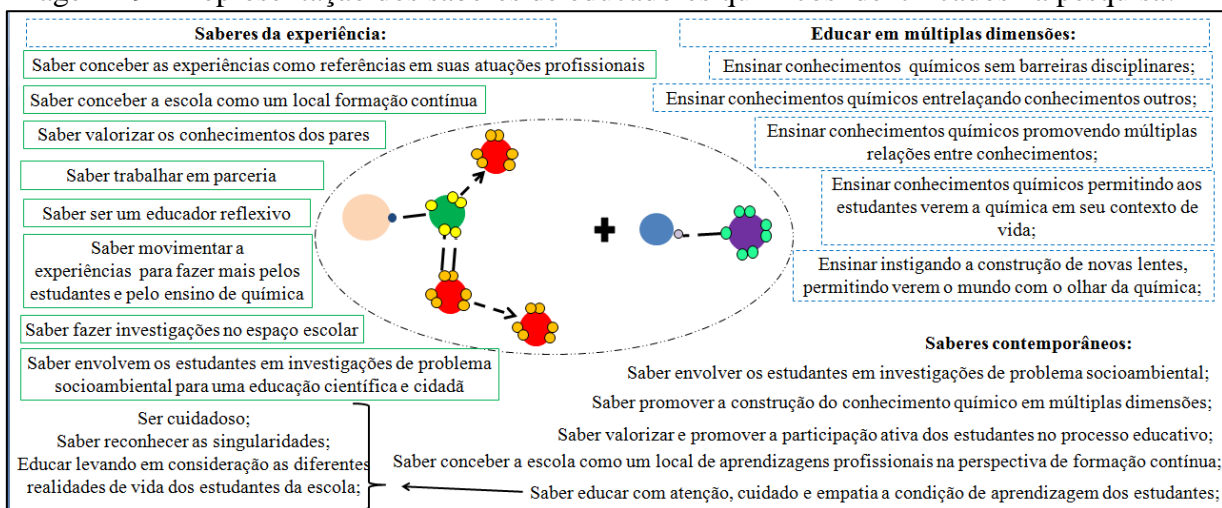 Representação dos saberes de educadores químicos identificados na pesquisa.
Saberes da experiência:
Saber conceber as experiências como referências em suas atuações profissionais
Saber conceber a escola como um local formação contínua
Saber valorizar os conhecimentos dos pares
Saber trabalhar em parceria
Saber ser um educador reflexivo
Saber movimentar a
experiências para fazer mais pelos
estudantes e pelo ensino de química
Saber fazer investigações no espaço escolar
Saber envolvem os estudantes em investigações de problema
socioambiental para uma educação científica e cidadã
Ser cuidadoso;
Saber reconhecer as singularidades;
Educar levando em consideração as diferentes
realidades de vida dos estudantes da escola;
+
Educar em múltiplas dimensões:
Ensinar conhecimentos químicos sem barreiras disciplinares;
Ensinar conhecimentos químicos entrelaçando conhecimentos outros;
Ensinar conhecimentos químicos promovendo múltiplas
relações entre conhecimentos;
Ensinar conhecimentos químicos permitindo aos
estudantes verem a química em seu contexto de
vida;
Ensinar instigando a construção de novas lentes,
permitindo verem o mundo com o olhar da química;
Saberes contemporâneos:
Saber envolver os estudantes em investigações de problema socioambiental;
Saber promover a construção do conhecimento químico em múltiplas dimensões;
Saber valorizar e promover a participação ativa dos estudantes no processo educativo;
Saber conceber a escola como um local de aprendizagens profissionais na perspectiva de formação contínua;
Saber educar com atenção, cuidado e empatia a condição de aprendizagem dos estudantes;